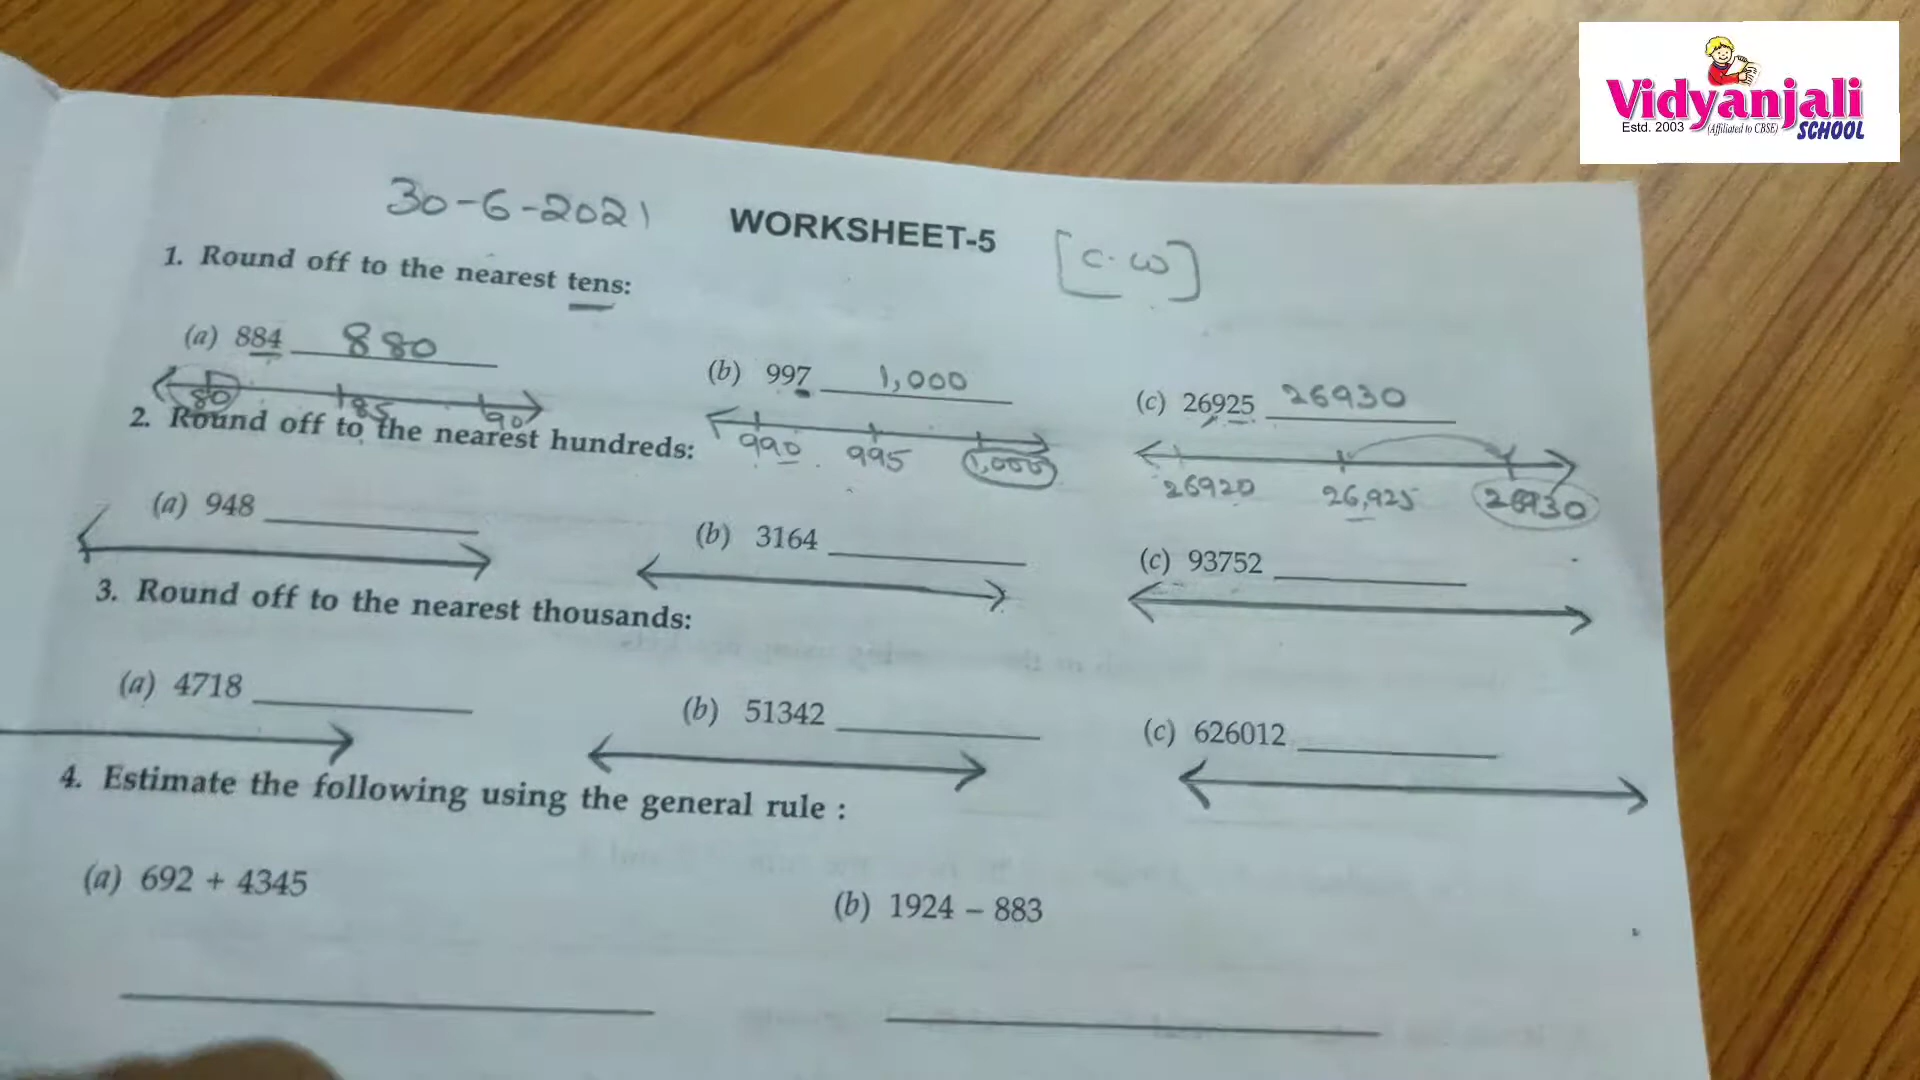 Vidyanjali
Estd. 2003 (Affiliated to CBSE) SCHOOL
30-6-2021 WORKSHEET-5 [C.W]
1. Round off to the nearest tens:
(a) 884 880 (b) 997 1,000 (c) 26925 26930
80 85 90
990 995 1,000
26920 26,925 26930
2. Round off to the nearest hundreds:
(a) 948 (b) 3164 (c) 93752
3. Round off to the nearest thousands:
(a) 4718 (b) 51342 (c) 626012
4. Estimate the following using the general rule :
(a) 692 + 4345 (b) 1924 – 883